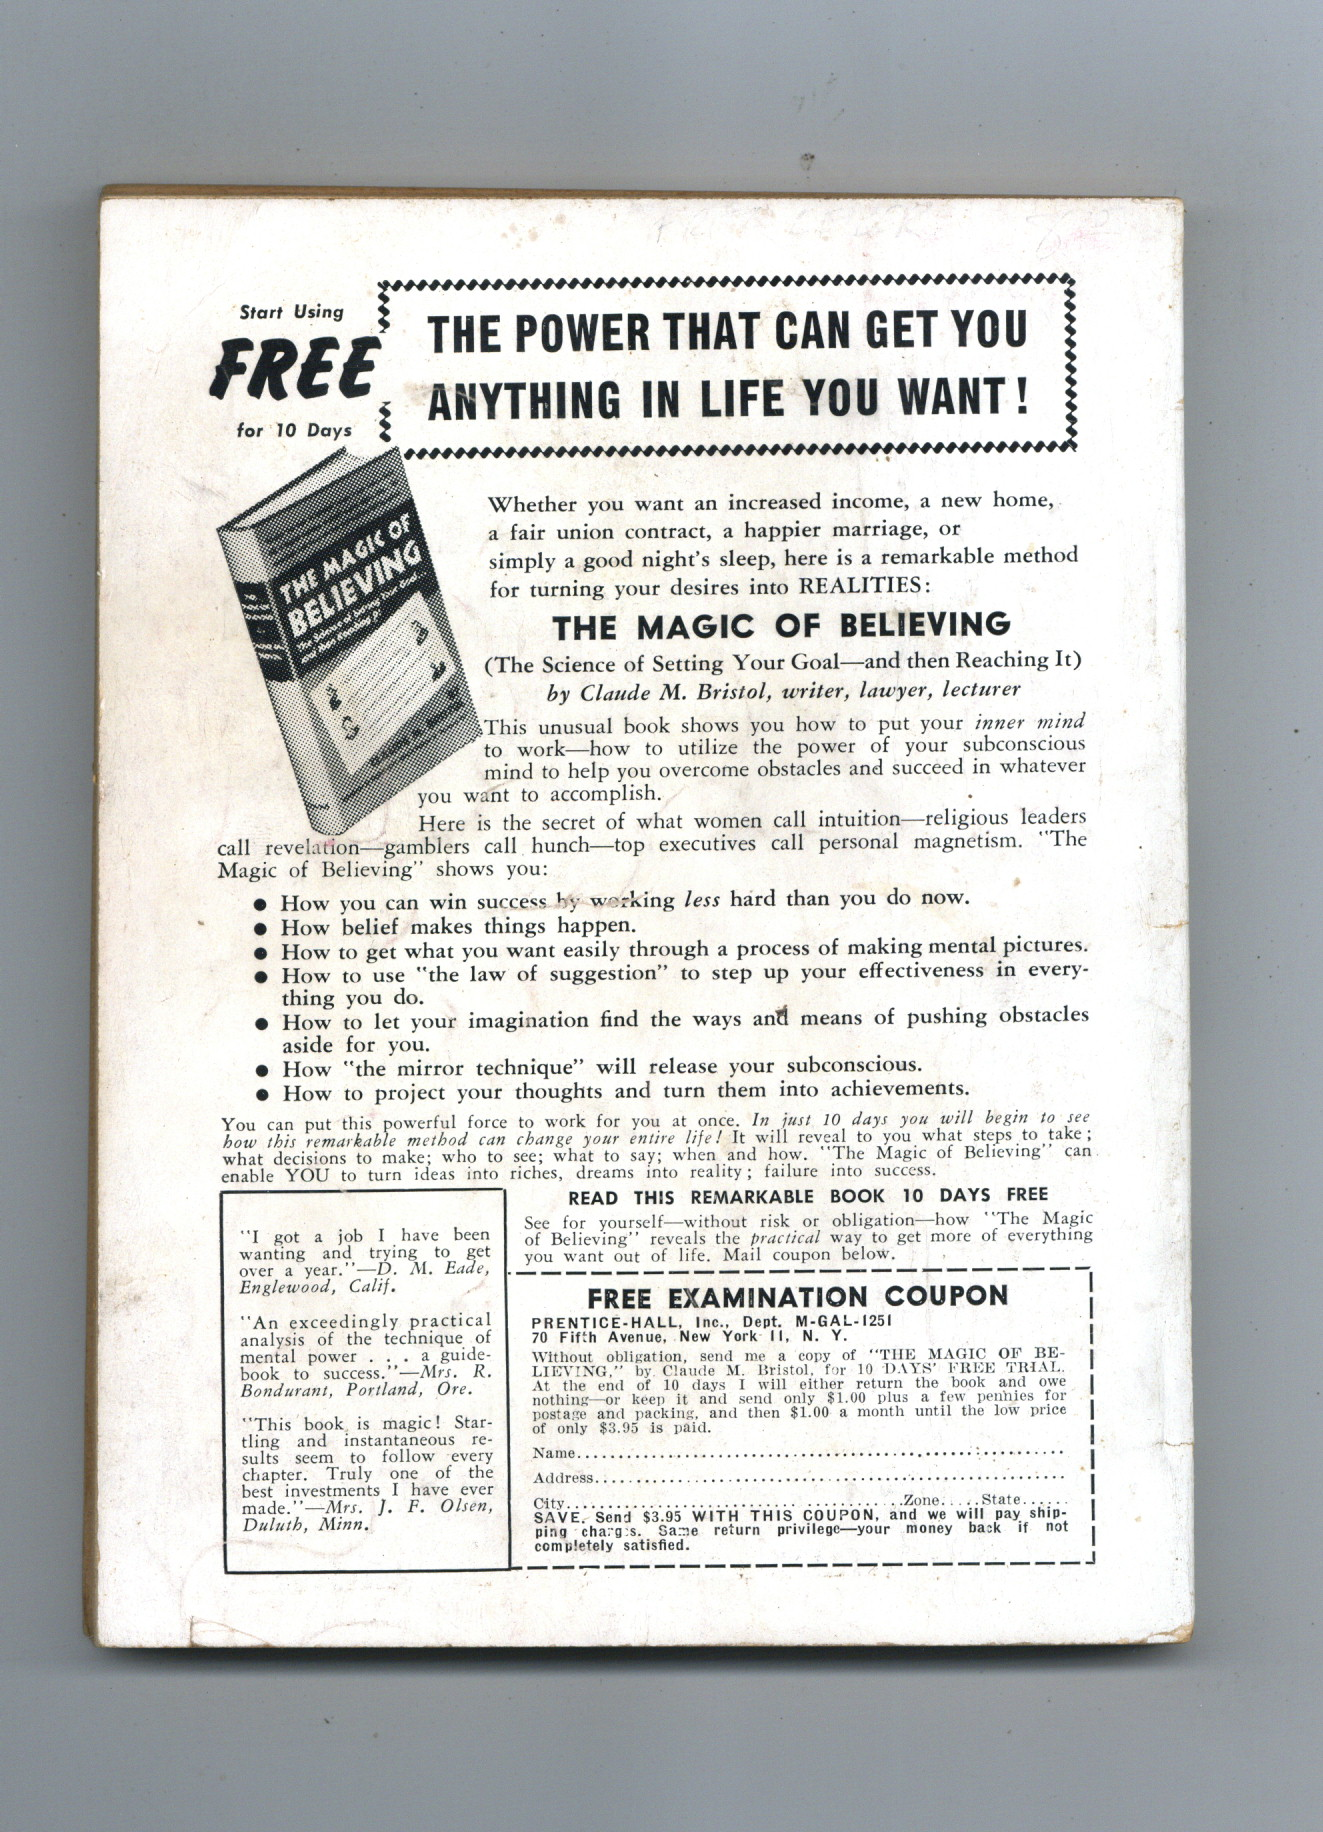 Start Using
FREE
for 10 Days
THE POWER THAT CAN GET YOU
ANYTHING IN LIFE YOU WANT!
THE MAGIC OF
BELIEVING
Whether you want an increased income, a new home,
a fair union contract, a happier marriage, or
simply a good night's sleep, here is a remarkable method
for turning your desires into REALITIES:
THE MAGIC OF BELIEVING
(The Science of Setting Your Goal—and then Reaching It)
by Claude M. Bristol, writer, lawyer, lecturer
This unusual book shows you how to put your inner mind
to work—how to utilize the power of your subconscious
mind to help you overcome obstacles and succeed in whatever
you want to accomplish.
Here is the secret of what women call intuition—religious leaders
call revelation—gamblers call hunch—top executives call personal magnetism. "The
Magic of Believing" shows you:
● How you can win success by working less hard than you do now.
● How belief makes things happen.
● How to get what you want easily through a process of making mental pictures.
● How to use "the law of suggestion" to step up your effectiveness in every-
thing you do.
● How to let your imagination find the ways and means of pushing obstacles
aside for you.
● How "the mirror technique" will release your subconscious.
● How to project your thoughts and turn them into achievements.
You can put this powerful force to work for you at once. In just 10 days you will begin to see
how this remarkable method can change your entire life! It will reveal to you what steps to take;
what decisions to make; who to see; what to say; when and how. "The Magic of Believing" can
enable YOU to turn ideas into riches, dreams into reality; failure into success.
"I got a job I have been
wanting and trying to get
over a year."—D. M. Eade,
Englewood, Calif.
"An exceedingly practical
analysis of the technique of
mental power . . . a guide-
book to success."—Mrs. R.
Bondurant, Portland, Ore.
"This book is magic! Star-
tling and instantaneous re-
sults seem to follow every
chapter. Truly one of the
best investments I have ever
made."—Mrs. J. F. Olsen,
Duluth, Minn.
READ THIS REMARKABLE BOOK 10 DAYS FREE
See for yourself—without risk or obligation—how "The Magic
of Believing" reveals the practical way to get more of everything
you want out of life. Mail coupon below.
FREE EXAMINATION COUPON
PRENTICE-HALL, Inc., Dept. M-GAL-1251
70 Fifth Avenue, New York 11, N. Y.
Without obligation, send me a copy of "THE MAGIC OF BE-
LIEVING," by Claude M. Bristol, for 10 DAYS' FREE TRIAL.
At the end of 10 days I will either return the book and owe
nothing—or keep it and send only $1.00 plus a few pennies for
postage and packing, and then $1.00 a month until the low price
of only $3.95 is paid.
Name
Address
City Zone State
SAVE. Send $3.95 WITH THIS COUPON, and we will pay ship-
ping charges. Same return privilege—your money back if not
completely satisfied.